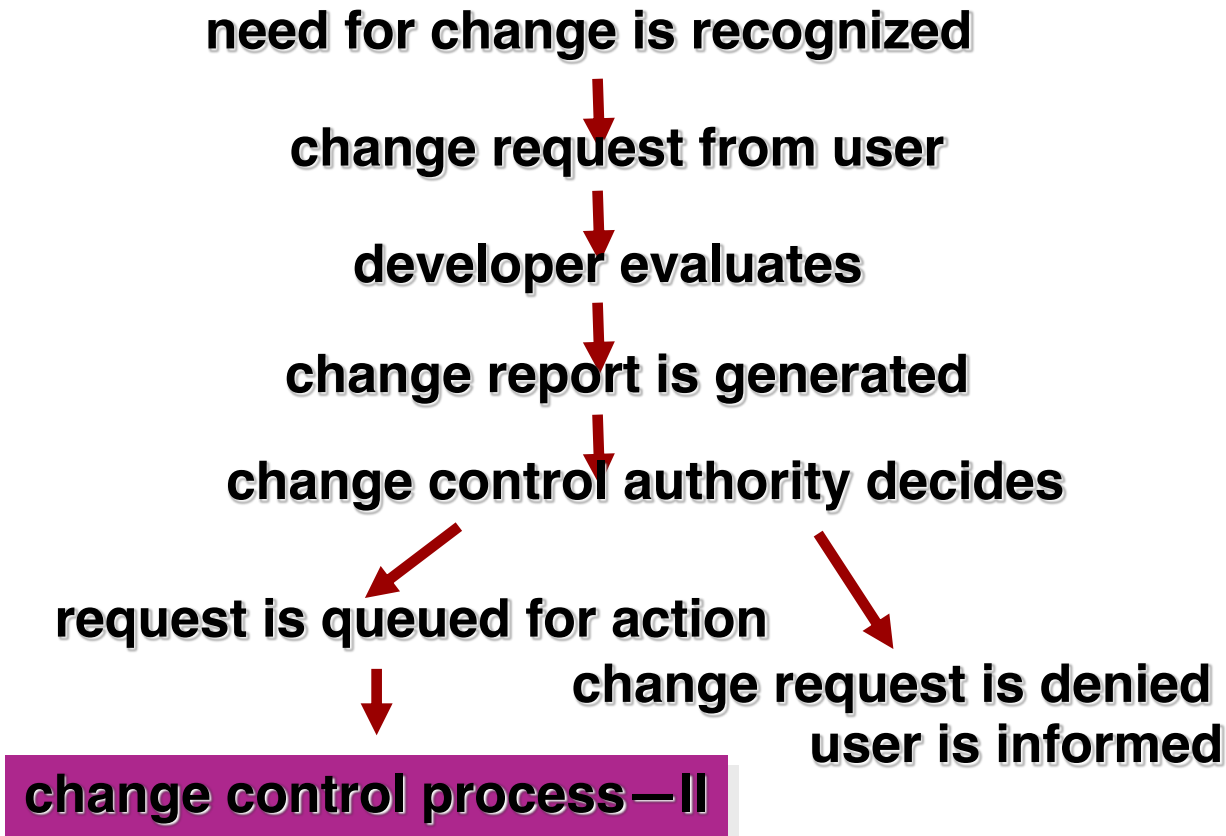 need for change is recognized
change request from user
developer evaluates
change report is generated
change control authority decides
request is queued for action
change request is denied
user is informed
change control process—II